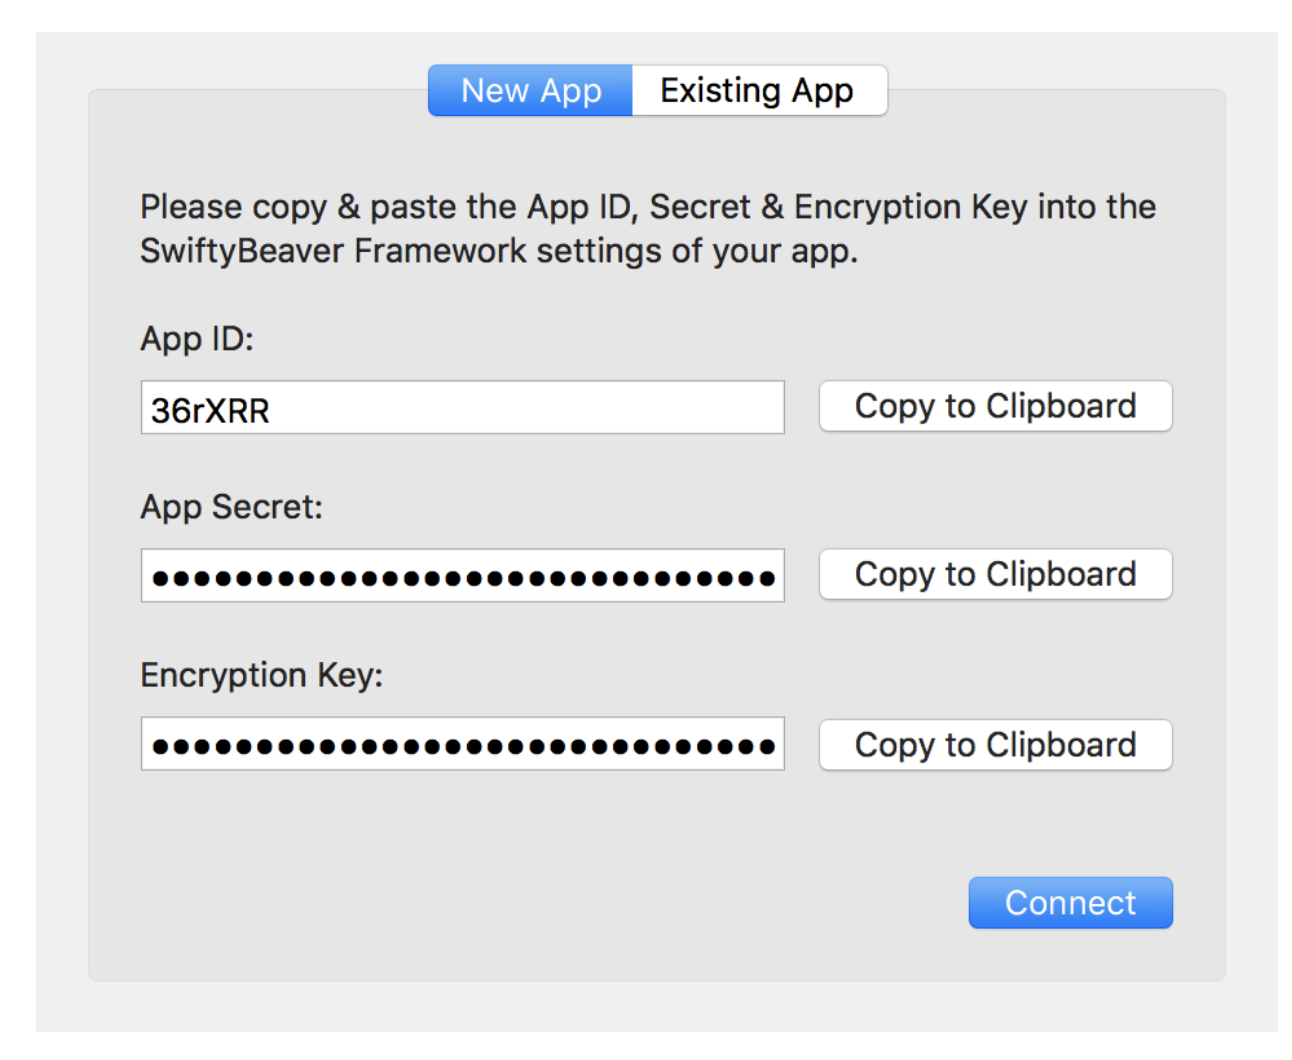 New App
Existing App
Please copy & paste the App ID, Secret & Encryption Key into the
SwiftyBeaver Framework settings of your app.
App ID:
36rXRR
Copy to Clipboard
App Secret:
••••••••••••••••••••••••••••••
Copy to Clipboard
Encryption Key:
••••••••••••••••••••••••••••••
Copy to Clipboard
Connect